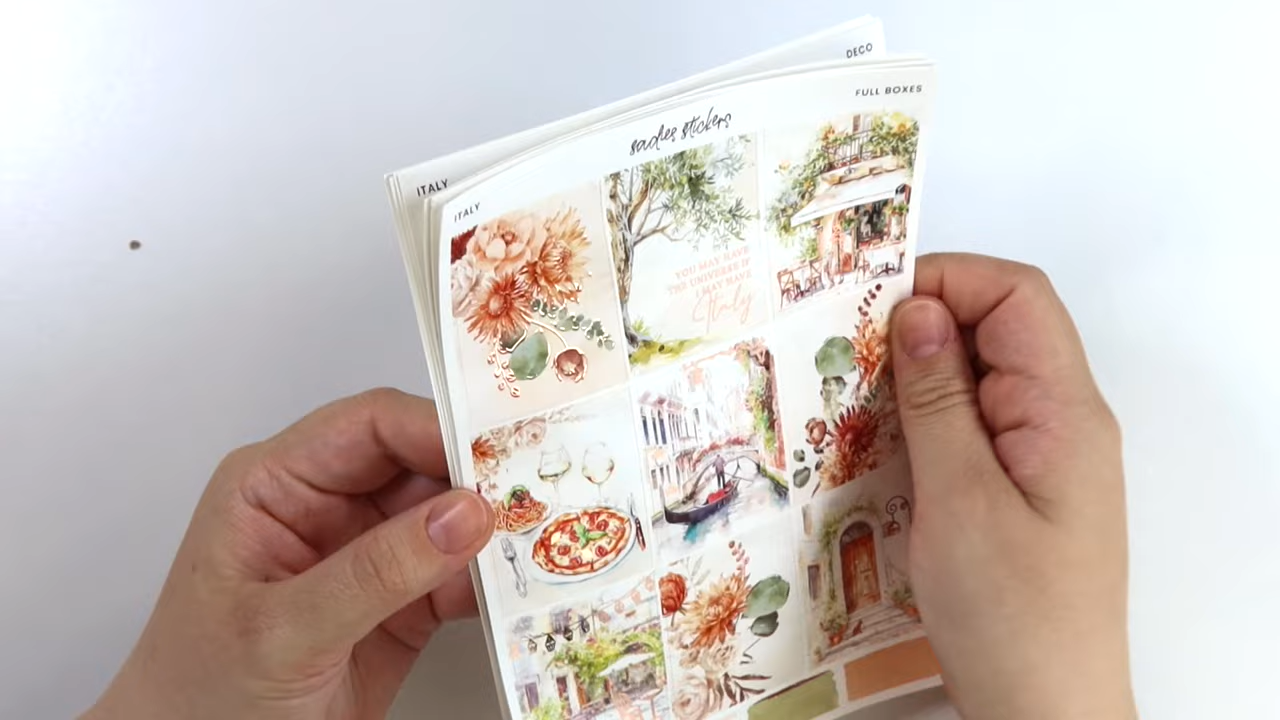 DECO
ITALY
FULL BOXES
sadies stickers
ITALY
YOU MAY HAVE
THE UNIVERSE IF
I MAY HAVE
Italy